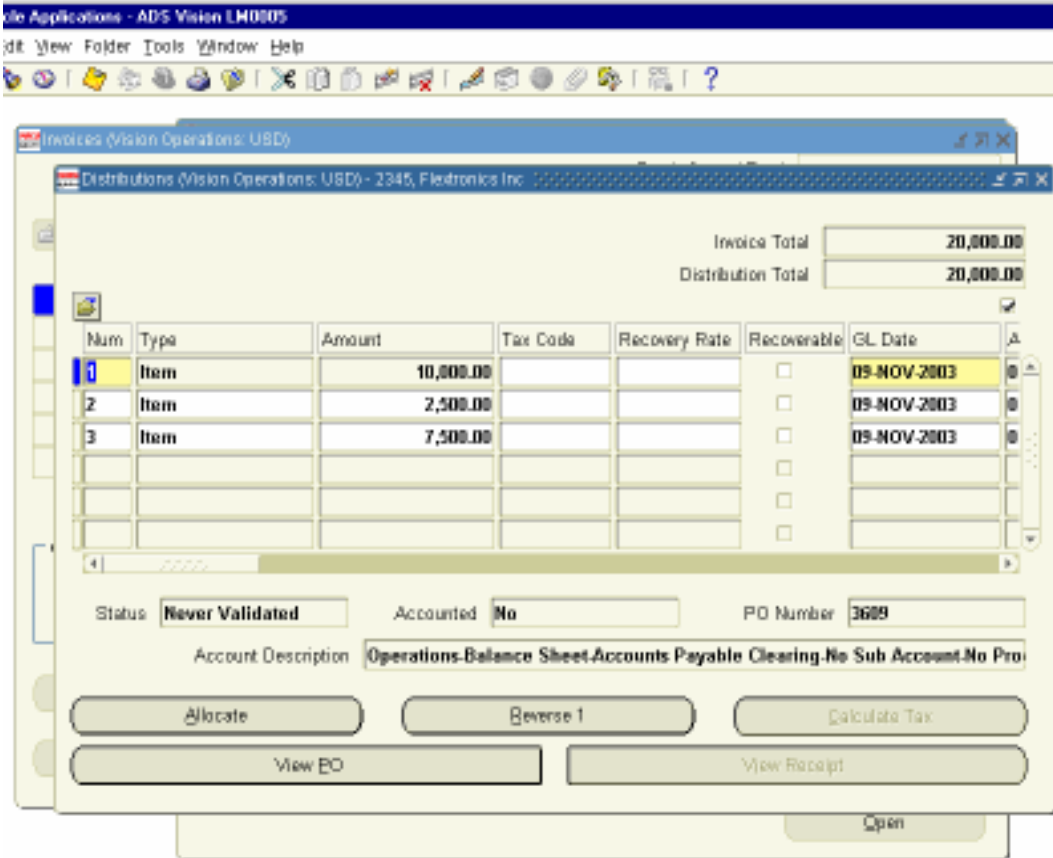 cle Applications - ADS Vision LM0005
dit View Folder Tools Window Help
Invoices (Vision Operations: USD)
Distributions (Vision Operations: USD) - 2345, Flextronics Inc
Invoice Total 20,000.00
Distribution Total 20,000.00
Num Type Amount Tax Code Recovery Rate Recoverable GL Date A
1 Item 10,000.00 09-NOV-2003 0
2 Item 2,500.00 09-NOV-2003 0
3 Item 7,500.00 09-NOV-2003 0
Status Never Validated Accounted No PO Number 3609
Account Description Operations-Balance Sheet-Accounts Payable Clearing-No Sub Account-No Pro
Allocate Reverse 1 Calculate Tax
View PO View Receipt
Open